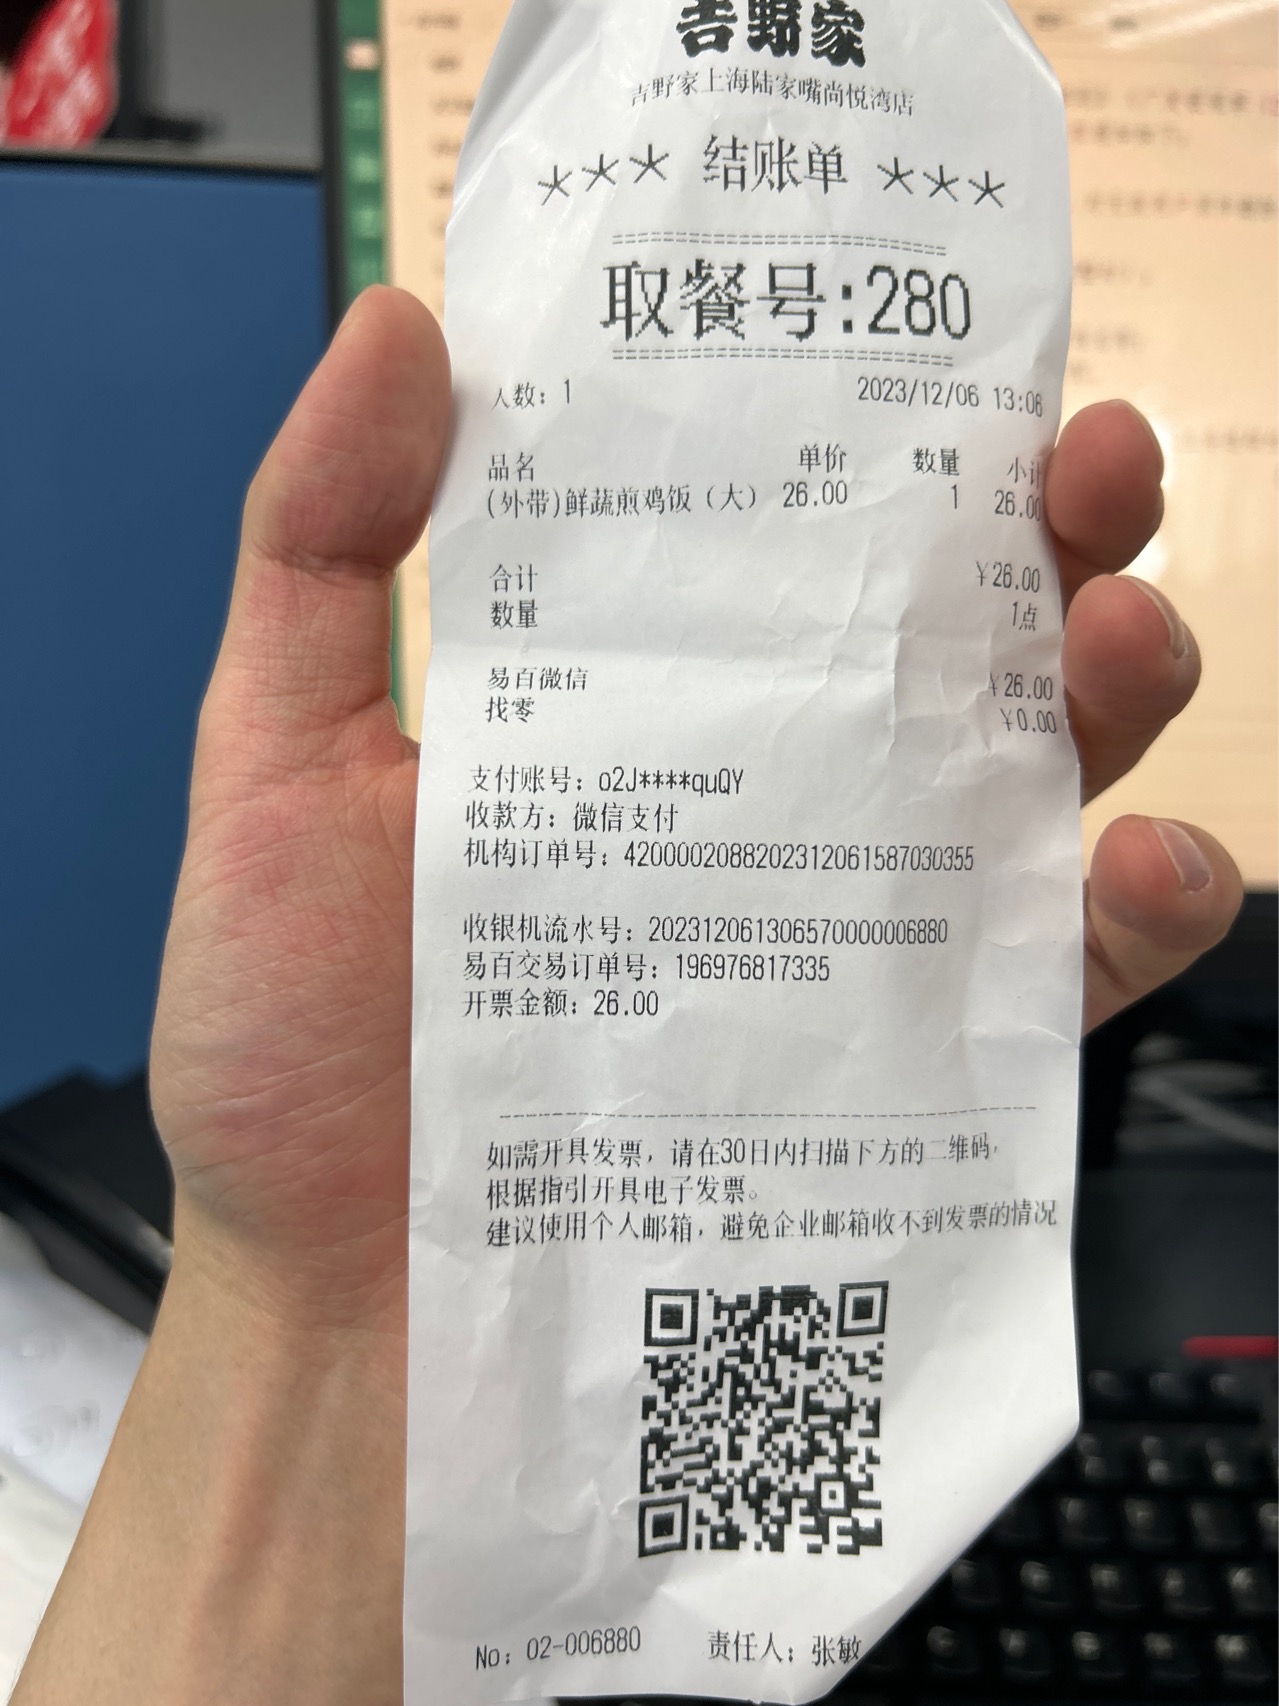 吉野家
吉野家上海陆家嘴尚悦湾店
*** 结账单 ***
取餐号:280
人数: 1 2023/12/06 13:06
品名 单价 数量 小计
(外带)鲜蔬煎鸡饭（大） 26.00 1 26.00
合计 ¥26.00
数量 1点
易百微信 ¥26.00
找零 ¥0.00
支付账号: o2J****quQY
收款方: 微信支付
机构订单号: 4200002088202312061587030355
收银机流水号: 202312061306570000006880
易百交易订单号: 196976817335
开票金额: 26.00
如需开具发票，请在30日内扫描下方的二维码，
根据指引开具电子发票。
建议使用个人邮箱，避免企业邮箱收不到发票的情况
No: 02-006880 责任人: 张敏